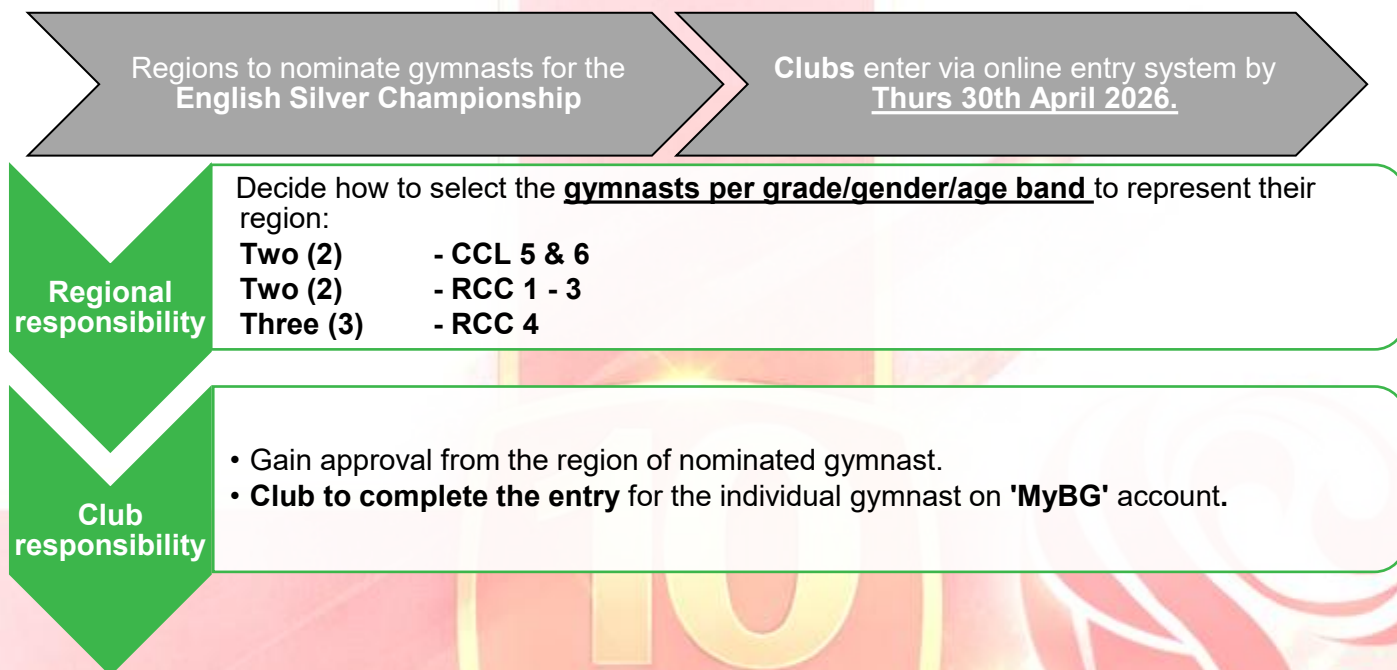 Regions to nominate gymnasts for the
English Silver Championship
Clubs enter via online entry system by
Thurs 30th April 2026.
Regional
responsibility
Decide how to select the gymnasts per grade/gender/age band to represent their
region:
Two (2) - CCL 5 & 6
Two (2) - RCC 1 - 3
Three (3) - RCC 4
Club
responsibility
• Gain approval from the region of nominated gymnast.
• Club to complete the entry for the individual gymnast on 'MyBG' account.
10